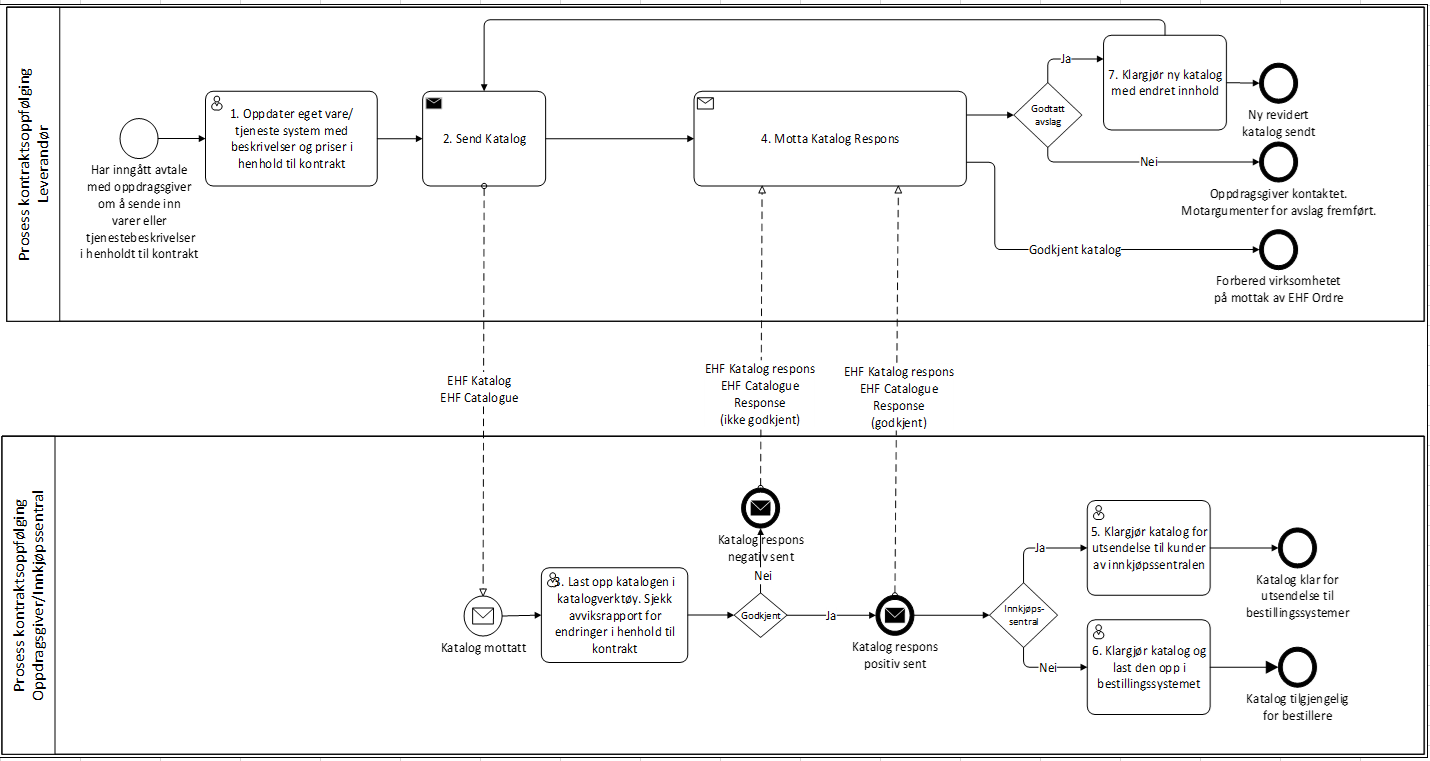 Prosess kontraktsoppfølging
Leverandør
Har inngått avtale
med oppdragsgiver
om å sende inn
varer eller
tjenestebeskrivelser
i henholdt til kontrakt
1. Oppdater eget vare/
tjeneste system med
beskrivelser og priser i
henhold til kontrakt
2. Send Katalog
4. Motta Katalog Respons
Godtatt
avslag
Ja
7. Klargjør ny katalog
med endret innhold
Ny revidert
katalog sendt
Nei
Oppdragsgiver kontaktet.
Motargumenter for avslag fremført.
Godkjent katalog
Forbered virksomhetet
på mottak av EHF Ordre
EHF Katalog
EHF Catalogue
EHF Katalog respons
EHF Catalogue
Response
(ikke godkjent)
EHF Katalog respons
EHF Catalogue
Response
(godkjent)
Prosess kontraktsoppfølging
Oppdragsgiver/Innkjøpssentral
Katalog mottatt
3. Last opp katalogen i
katalogverktøy. Sjekk
avviksrapport for
endringer i henhold til
kontrakt
Godkjent
Nei
Katalog respons
negativ sent
Ja
Katalog respons
positiv sent
Innkjøps-
sentral
Ja
5. Klargjør katalog for
utsendelse til kunder
av innkjøpssentralen
Katalog klar for
utsendelse til
bestillingssystemer
Nei
6. Klargjør katalog og
last den opp i
bestillingssystemet
Katalog tilgjengelig
for bestillere